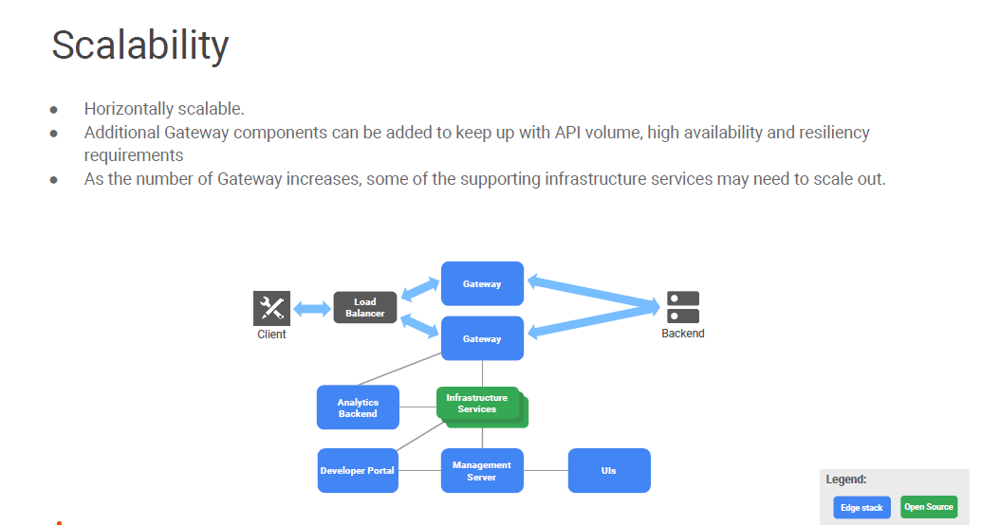 Scalability
● Horizontally scalable.
● Additional Gateway components can be added to keep up with API volume, high availability and resiliency
requirements
● As the number of Gateway increases, some of the supporting infrastructure services may need to scale out.
Gateway
Load
Balancer
Client
Gateway
Backend
Analytics
Backend
Infrastructure
Services
Developer Portal
Management
Server
UIs
Legend:
Edge stack
Open Source